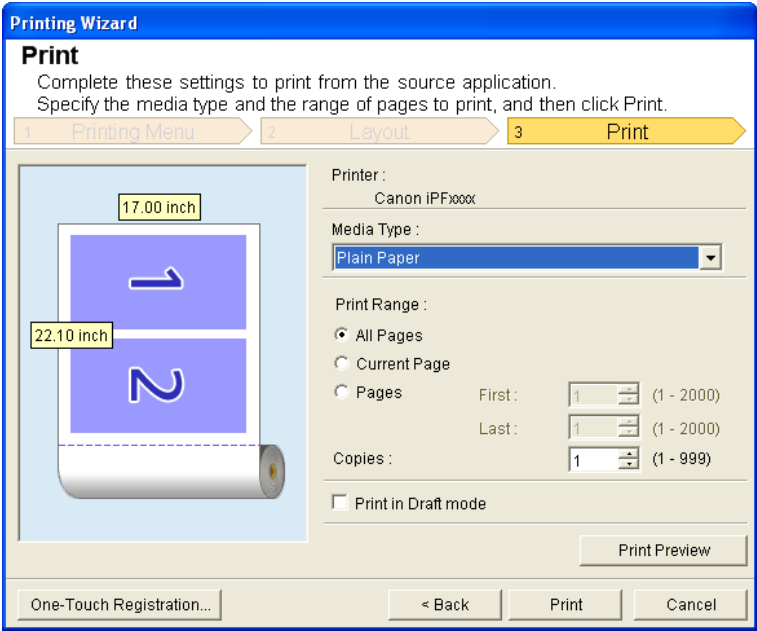 Printing Wizard
Print
Complete these settings to print from the source application.
Specify the media type and the range of pages to print, and then click Print.
1 Printing Menu 2 Layout 3 Print
Printer :
Canon iPFxxxx
17.00 inch
Media Type :
Plain Paper
1
Print Range :
22.10 inch
All Pages
Current Page
2
Pages First : 1 (1 - 2000)
Last : 1 (1 - 2000)
Copies : 1 (1 - 999)
Print in Draft mode
Print Preview
One-Touch Registration... < Back Print Cancel